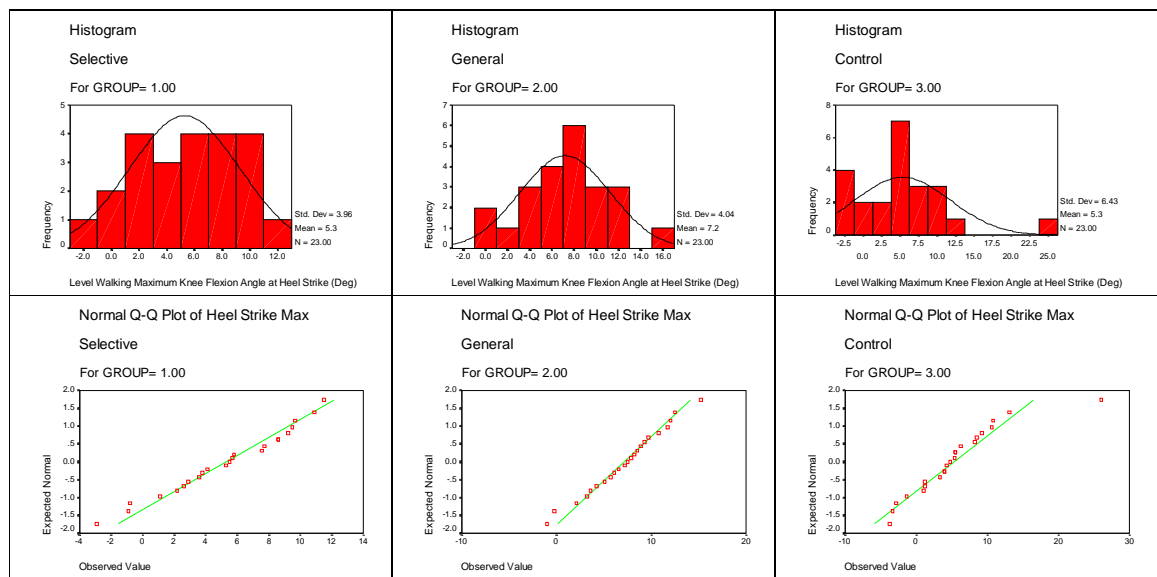 Histogram
Selective
For GROUP= 1.00
5
4
3
2
1
0
Frequency
Std. Dev = 3.96
Mean = 5.3
N = 23.00
-2.0 0.0 2.0 4.0 6.0 8.0 10.0 12.0
Level Walking Maximum Knee Flexion Angle at Heel Strike (Deg)
Histogram
General
For GROUP= 2.00
7
6
5
4
3
2
1
0
Frequency
Std. Dev = 4.04
Mean = 7.2
N = 23.00
-2.0 0.0 2.0 4.0 6.0 8.0 10.0 12.0 14.0 16.0
Level Walking Maximum Knee Flexion Angle at Heel Strike (Deg)
Histogram
Control
For GROUP= 3.00
8
6
4
2
0
Frequency
Std. Dev = 6.43
Mean = 5.3
N = 23.00
-2.5 2.5 7.5 12.5 17.5 22.5
0.0 5.0 10.0 15.0 20.0 25.0
Level Walking Maximum Knee Flexion Angle at Heel Strike (Deg)
Normal Q-Q Plot of Heel Strike Max
Selective
For GROUP= 1.00
2.0
1.5
1.0
.5
0.0
-.5
-1.0
-1.5
-2.0
Expected Normal
-4 -2 0 2 4 6 8 10 12 14
Observed Value
Normal Q-Q Plot of Heel Strike Max
General
For GROUP= 2.00
2.0
1.5
1.0
.5
0.0
-.5
-1.0
-1.5
-2.0
Expected Normal
-10 0 10 20
Observed Value
Normal Q-Q Plot of Heel Strike Max
Control
For GROUP= 3.00
2.0
1.5
1.0
.5
0.0
-.5
-1.0
-1.5
-2.0
Expected Normal
-10 0 10 20 30
Observed Value